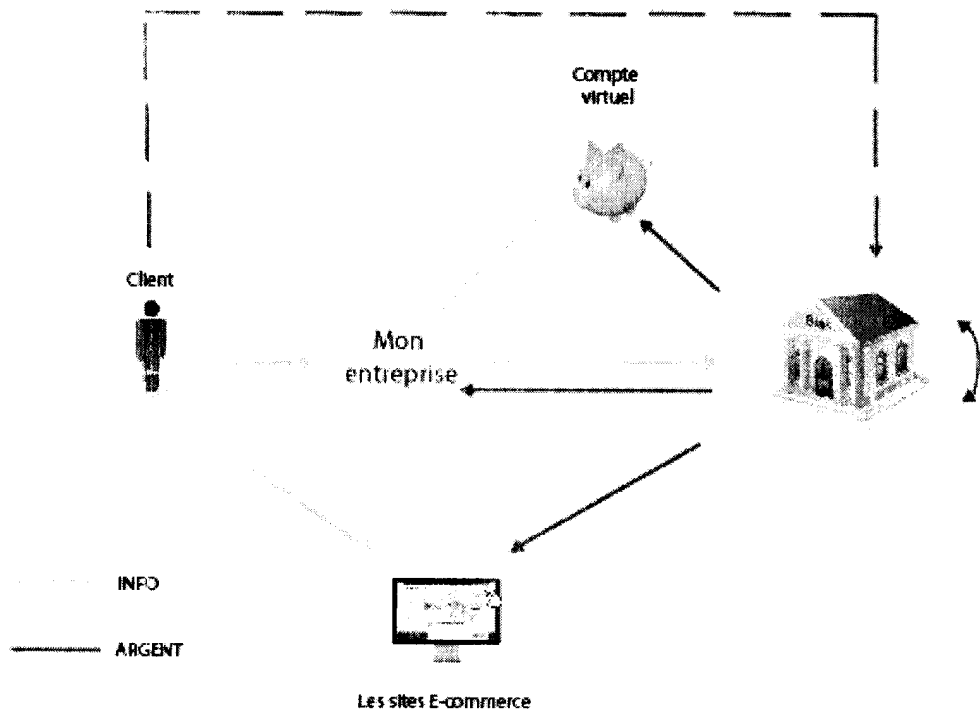 Compte
virtuel
Client
Mon
entreprise
INFO
ARGENT
Les sites E-commerce